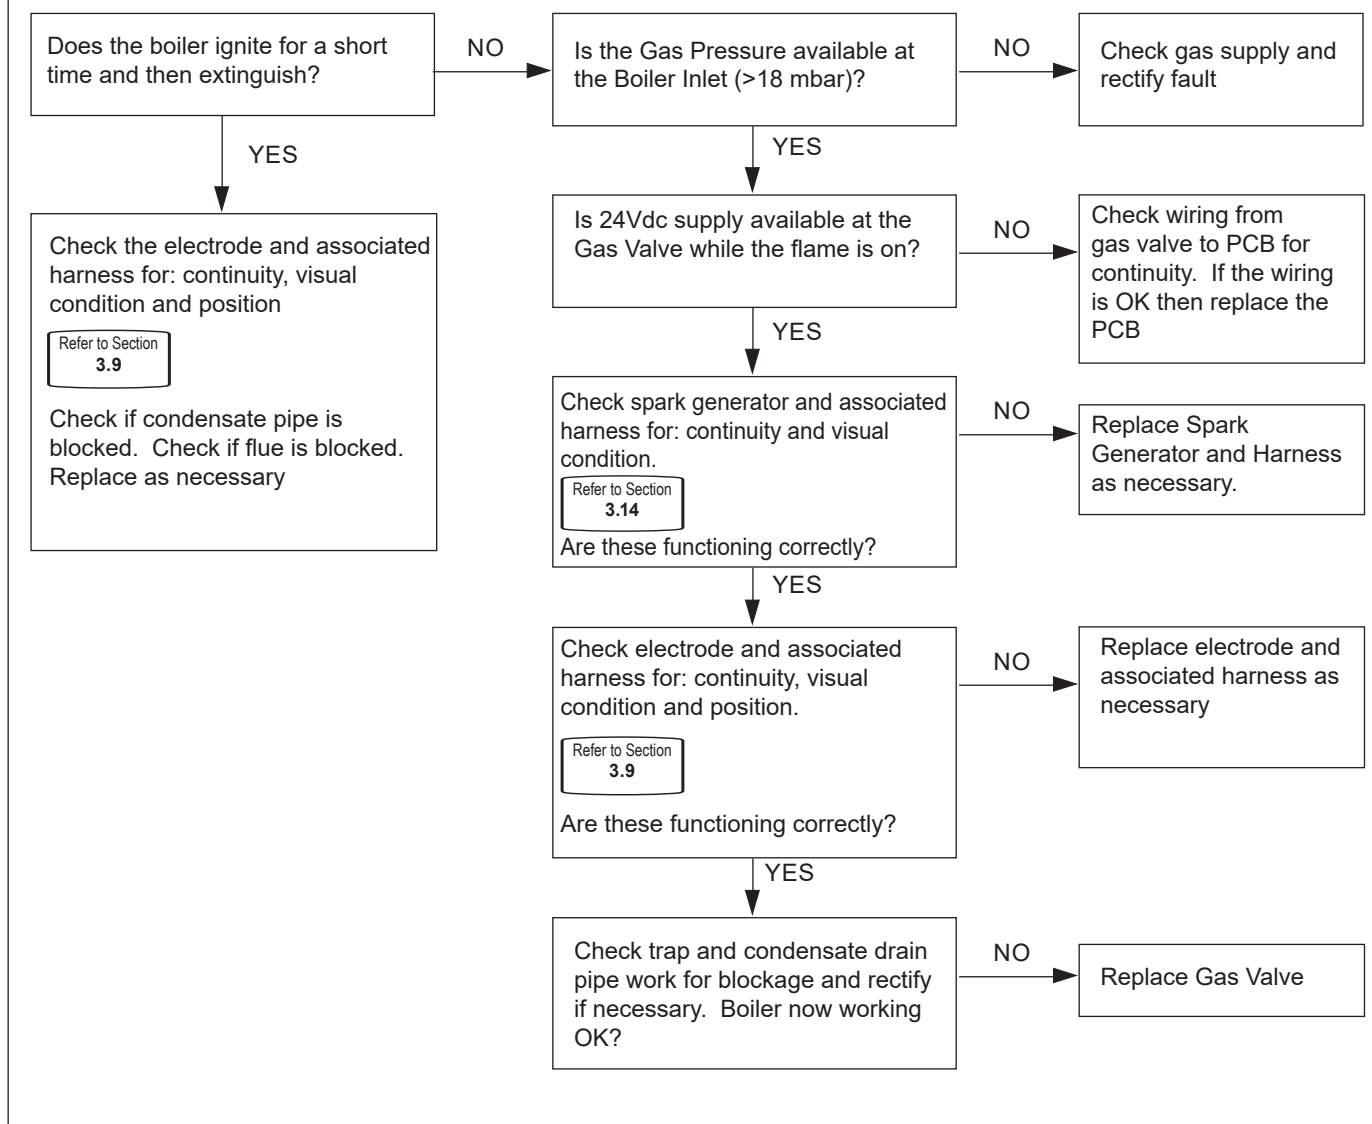 Does the boiler ignite for a short
time and then extinguish?
NO
Is the Gas Pressure available at
the Boiler Inlet (>18 mbar)?
NO
Check gas supply and
rectify fault
YES
YES
Check the electrode and associated
harness for: continuity, visual
condition and position
Refer to Section
3.9
Check if condensate pipe is
blocked.  Check if flue is blocked.
Replace as necessary
Is 24Vdc supply available at the
Gas Valve while the flame is on?
NO
Check wiring from
gas valve to PCB for
continuity.  If the wiring
is OK then replace the
PCB
YES
Check spark generator and associated
harness for: continuity and visual
condition.
Refer to Section
3.14
Are these functioning correctly?
NO
Replace Spark
Generator and Harness
as necessary.
YES
Check electrode and associated
harness for: continuity, visual
condition and position.
Refer to Section
3.9
Are these functioning correctly?
NO
Replace electrode and
associated harness as
necessary
YES
Check trap and condensate drain
pipe work for blockage and rectify
if necessary.  Boiler now working
OK?
NO
Replace Gas Valve